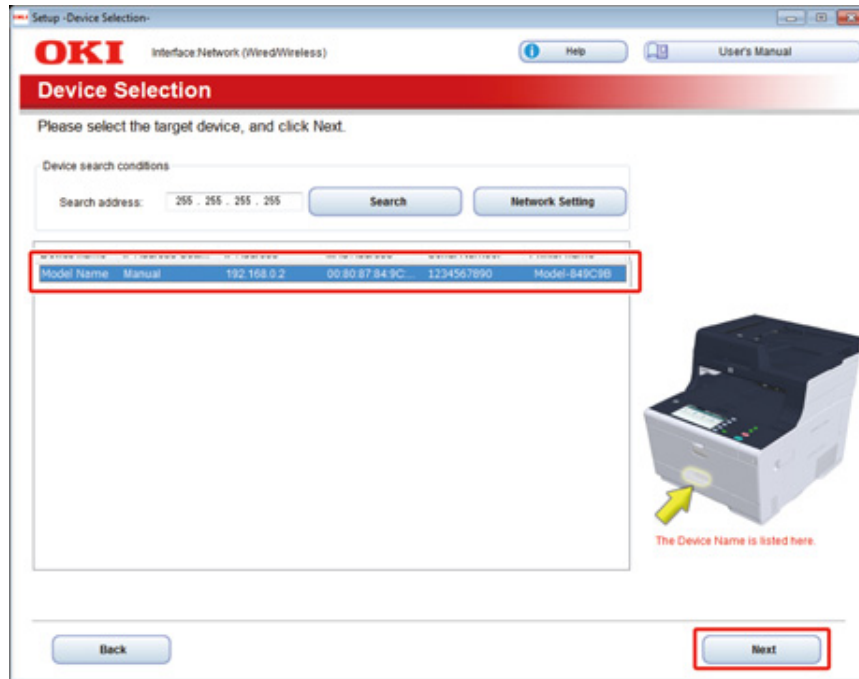 Setup -Device Selection-
OKI Interface:Network (Wired/Wireless) Help User's Manual
Device Selection
Please select the target device, and click Next.
Device search conditions
Search address: 255 . 255 . 255 . 255 Search Network Setting
Model Name Manual 192.168.0.2 00:80:87:84:9C:... 1234567890 Model-849C9B
The Device Name is listed here.
Back Next